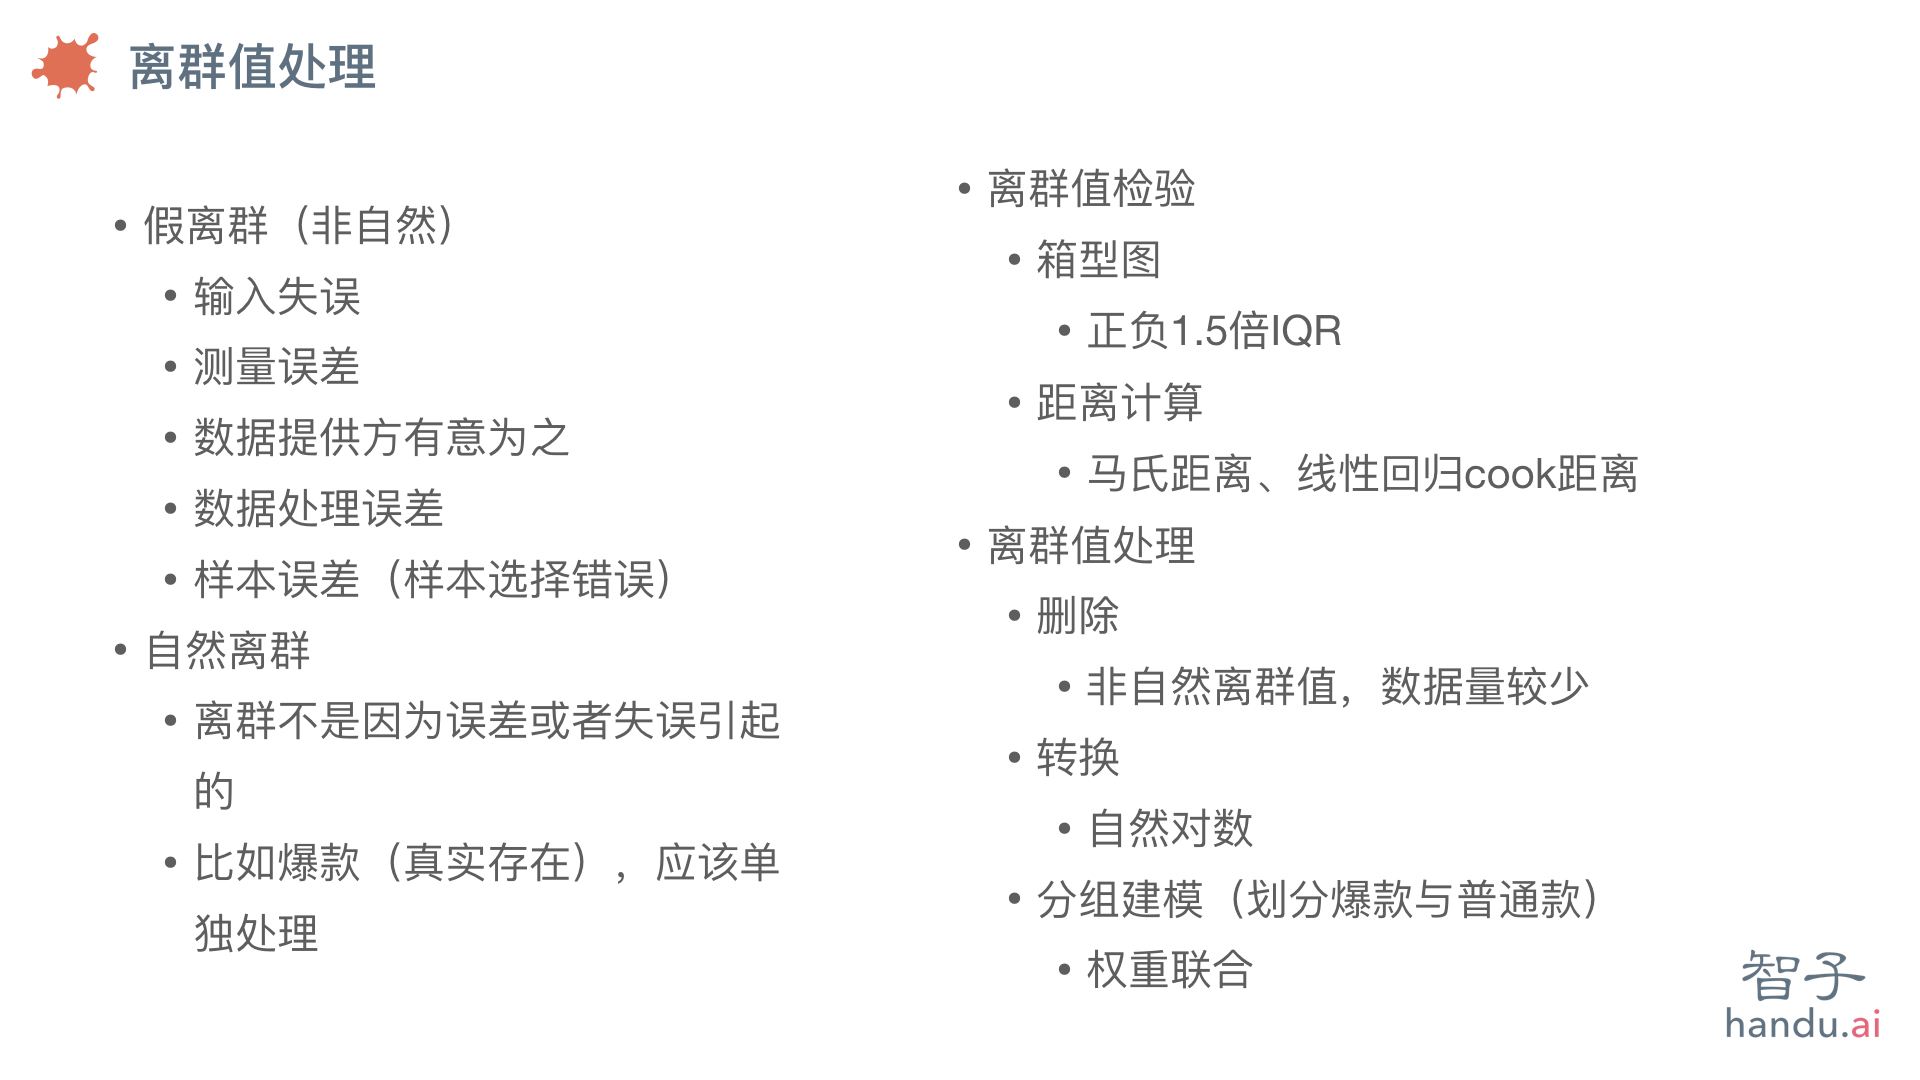 离群值处理
• 假离群（非自然）
• 输入失误
• 测量误差
• 数据提供方有意为之
• 数据处理误差
• 样本误差（样本选择错误）
• 自然离群
• 离群不是因为误差或者失误引起
的
• 比如爆款（真实存在），应该单
独处理
• 离群值检验
• 箱型图
• 正负1.5倍IQR
• 距离计算
• 马氏距离、线性回归cook距离
• 离群值处理
• 删除
• 非自然离群值，数据量较少
• 转换
• 自然对数
• 分组建模（划分爆款与普通款）
• 权重联合
智子
handu.ai